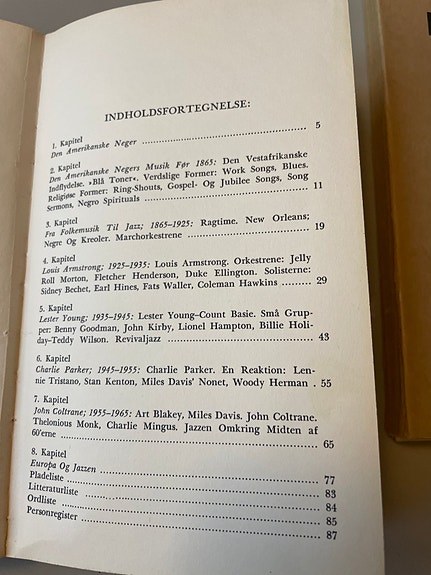 INDHOLDSFORTEGNELSE:
1. Kapitel
Den Amerikanske Neger ........ 5
2. Kapitel
Den Amerikanske Negers Musik Før 1865: Den Vestafrikanske
Indflydelse. »Blå Toner«. Verdslige Former: Work Songs, Blues.
Religiøse Former: Ring-Shouts, Gospel- Og Jubilee Songs, Song
Sermons, Negro Spirituals ........ 11
3. Kapitel
Fra Folkemusik Til Jazz; 1865-1925: Ragtime. New Orleans;
Negre Og Kreoler. Marchorkestrene ........ 19
4. Kapitel
Louis Armstrong; 1925-1935: Louis Armstrong. Orkestrene: Jelly
Roll Morton, Fletcher Henderson, Duke Ellington. Solisterne:
Sidney Bechet, Earl Hines, Fats Waller, Coleman Hawkins ........ 29
5. Kapitel
Lester Young; 1935-1945: Lester Young-Count Basie. Små Grup-
per: Benny Goodman, John Kirby, Lionel Hampton, Billie Holi-
day-Teddy Wilson. Revivaljazz ........ 43
6. Kapitel
Charlie Parker; 1945-1955: Charlie Parker. En Reaktion: Len-
nie Tristano, Stan Kenton, Miles Davis' Nonet, Woody Herman . 55
7. Kapitel
John Coltrane; 1955-1965: Art Blakey, Miles Davis. John Coltrane.
Thelonious Monk, Charlie Mingus. Jazzen Omkring Midten af
60'erne ........ 65
8. Kapitel
Europa Og Jazzen ........ 77
Pladeliste ........ 83
Litteraturliste ........ 84
Ordliste ........ 85
Personregister ........ 87